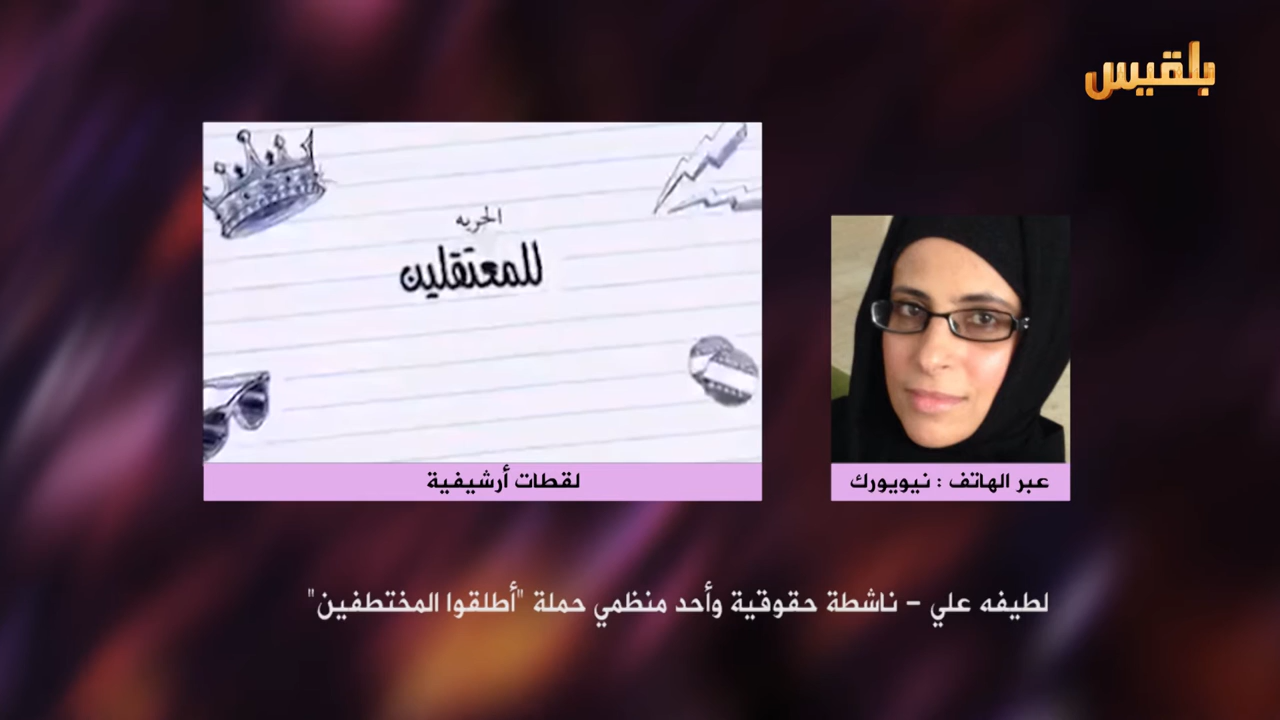 بلقيس
الحريه
للمعتقلين
عبر الهاتف : نيويورك
لقطات أرشيفية
لطيفه علي - ناشطة حقوقية وأحد منظمي حملة "أطلقوا المختطفين"